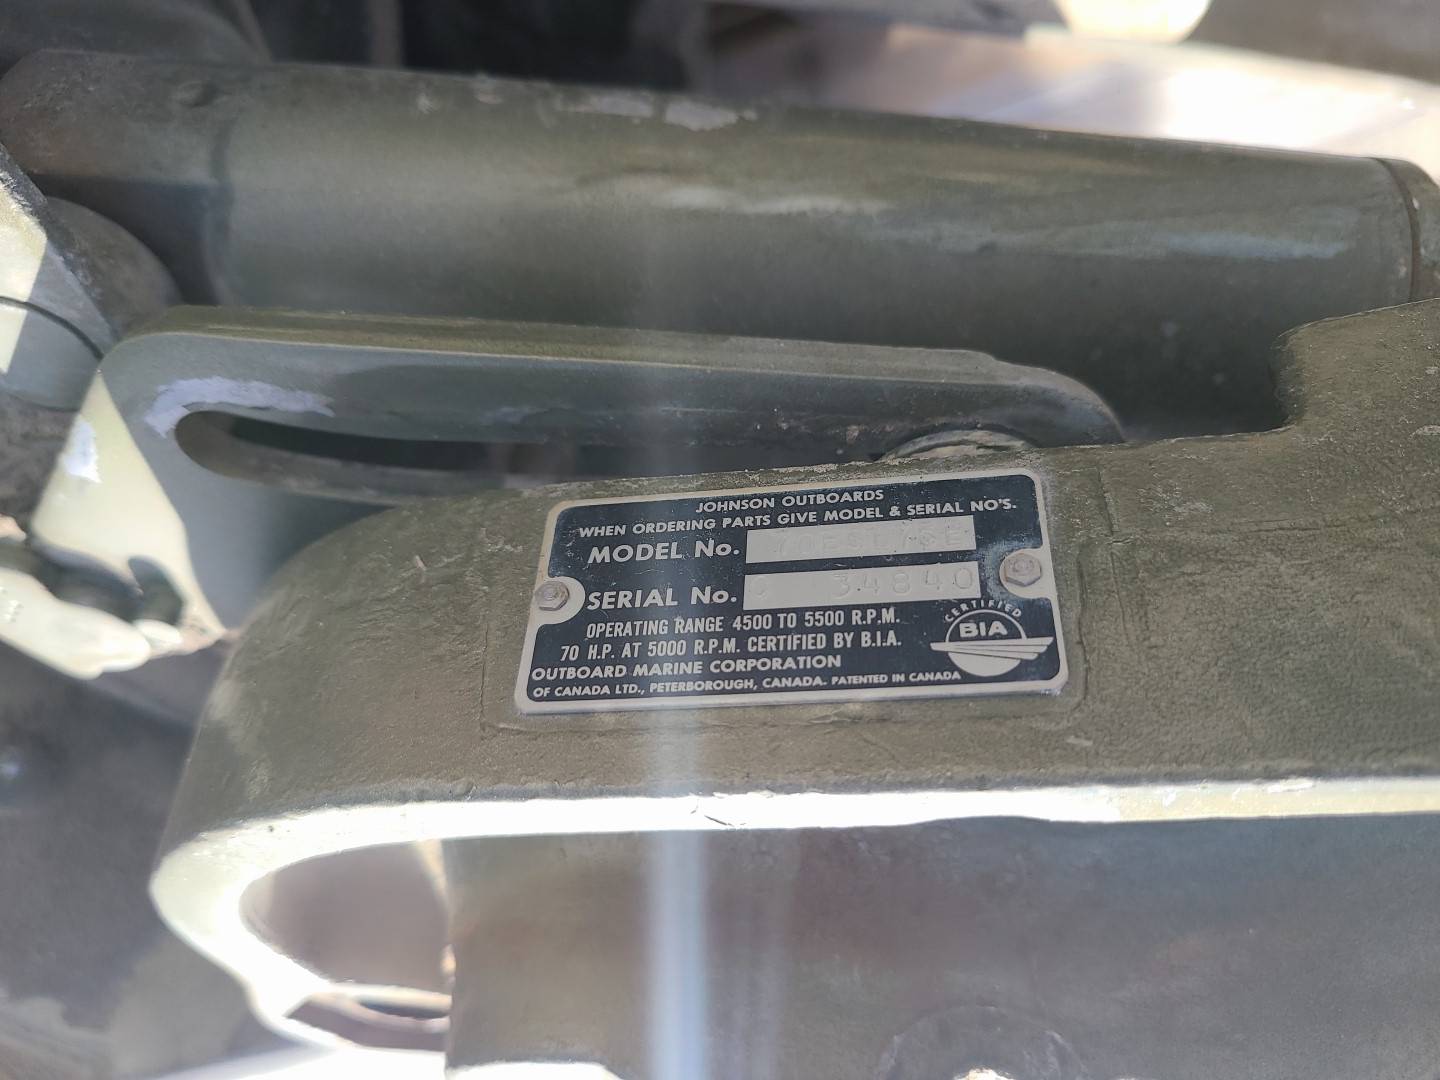 JOHNSON OUTBOARDS
WHEN ORDERING PARTS GIVE MODEL & SERIAL NO'S.
MODEL No.
SERIAL No. C 34840
OPERATING RANGE 4500 TO 5500 R.P.M.
70 H.P. AT 5000 R.P.M. CERTIFIED BY B.I.A.
OUTBOARD MARINE CORPORATION
OF CANADA LTD., PETERBOROUGH, CANADA. PATENTED IN CANADA
CERTIFIED
BIA